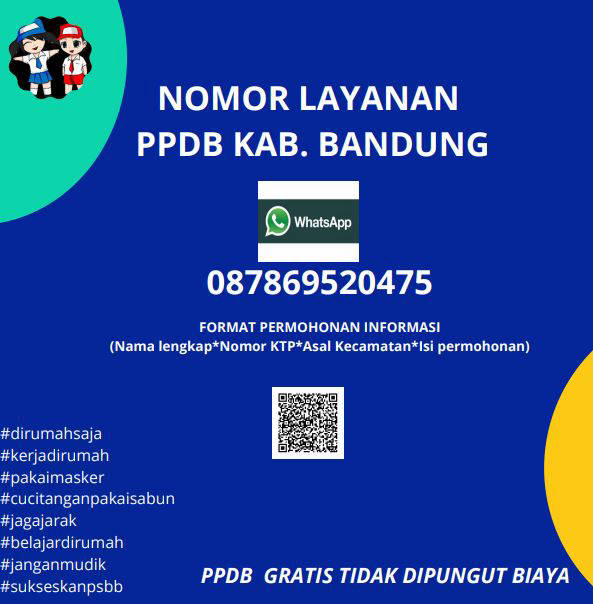 NOMOR LAYANAN
PPDB KAB. BANDUNG
WhatsApp
087869520475
FORMAT PERMOHONAN INFORMASI
(Nama lengkap*Nomor KTP*Asal Kecamatan*Isi permohonan)
#dirumahsaja
#kerjadirumah
#pakaimasker
#cucitanganpakaisabun
#jagajarak
#belajardirumah
#janganmudik
#sukseskanpsbb
PPDB  GRATIS TIDAK DIPUNGUT BIAYA